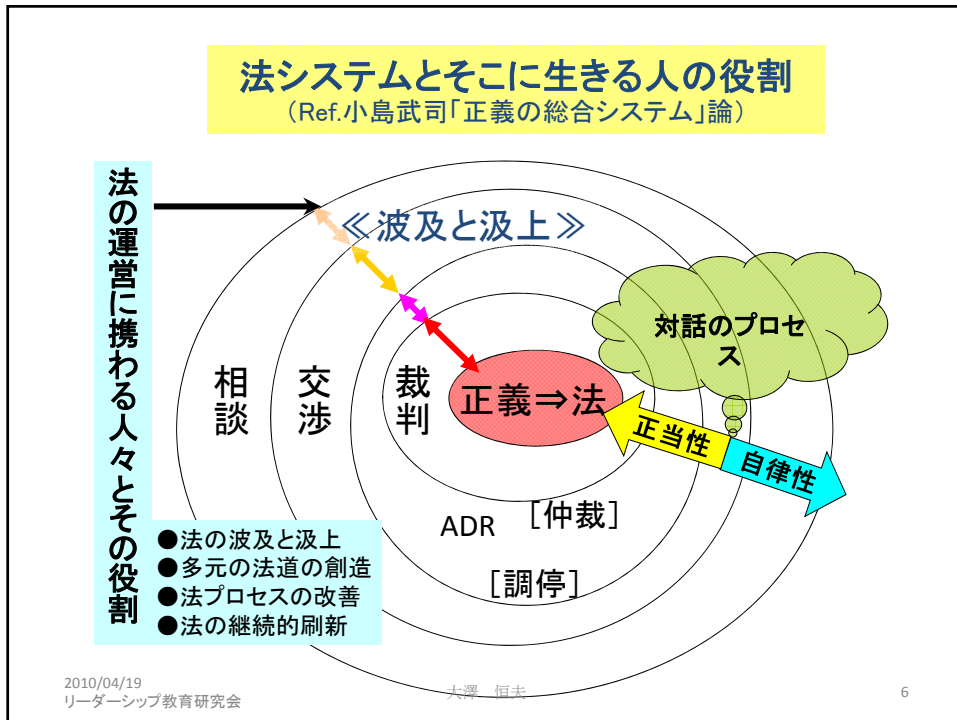 法システムとそこに生きる人の役割
（Ref.小島武司「正義の総合システム」論）
法の運営に携わる人々とその役割
≪波及と汲上≫
対話のプロセ
ス
相談
交渉
裁判
正義⇒法
正当性
自律性
ADR
［仲裁］
［調停］
●法の波及と汲上
●多元の法道の創造
●法プロセスの改善
●法の継続的刷新
2010/04/19
リーダーシップ教育研究会
大澤　恒夫
6